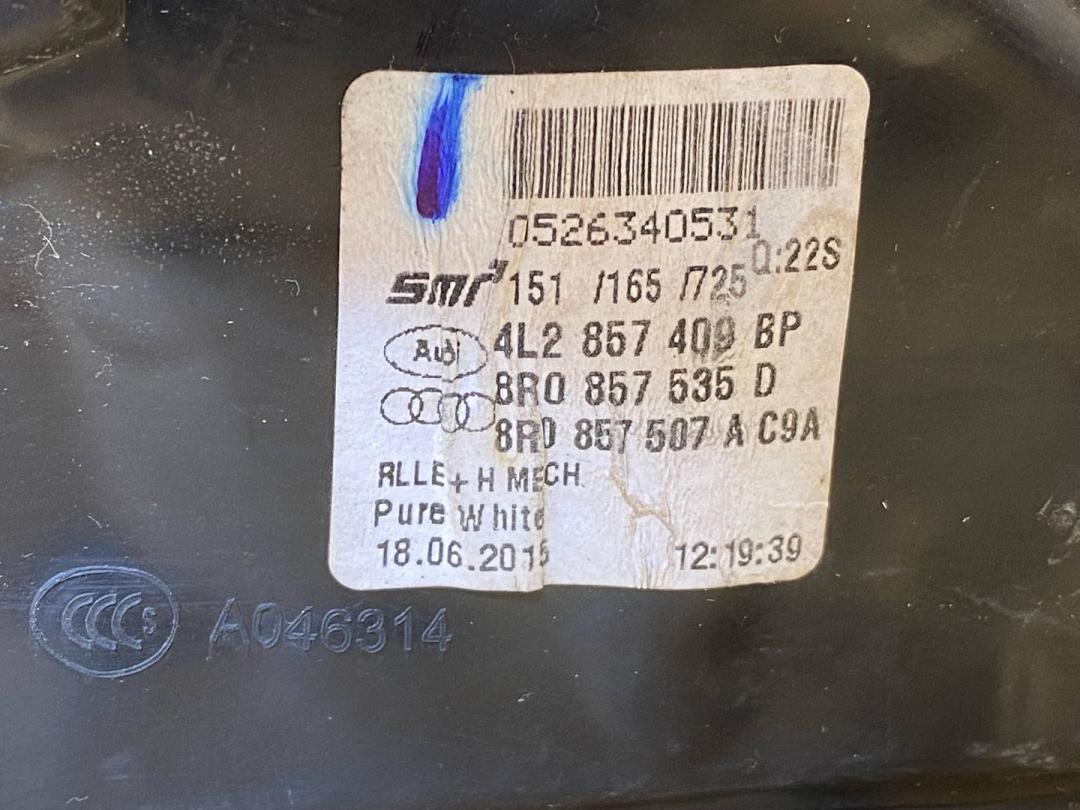 0526340531
Q:22S
smr 151 /165 /725
Audi 4L2 857 409 BP
8R0 857 535 D
8R0 857 507 A C9A
RLLE+H MECH
Pure White
18.06.2015 12:19:39
CCC S A046314